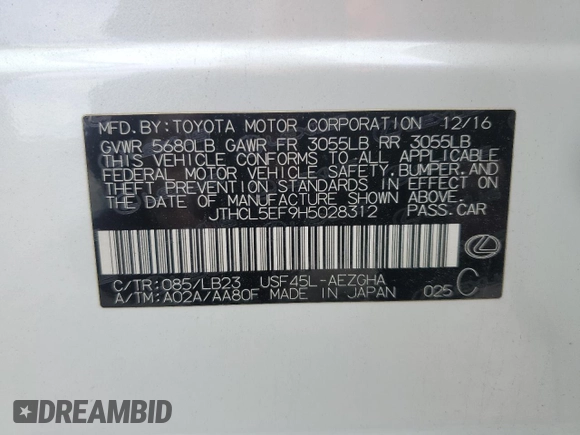 MFD. BY: TOYOTA MOTOR CORPORATION 12/16
GVWR 5680LB GAWR FR 3055LB RR 3055LB
THIS VEHICLE CONFORMS TO ALL APPLICABLE
FEDERAL MOTOR VEHICLE SAFETY, BUMPER, AND
THEFT PREVENTION STANDARDS IN EFFECT ON
THE DATE OF MANUFACTURE SHOWN ABOVE.
JTHCL5EF9H5028312 PASS. CAR
C/TR: 085/LB23 USF45L-AEZGHA
A/TM: A02A/AA80F MADE IN JAPAN 025 C
DREAMBID